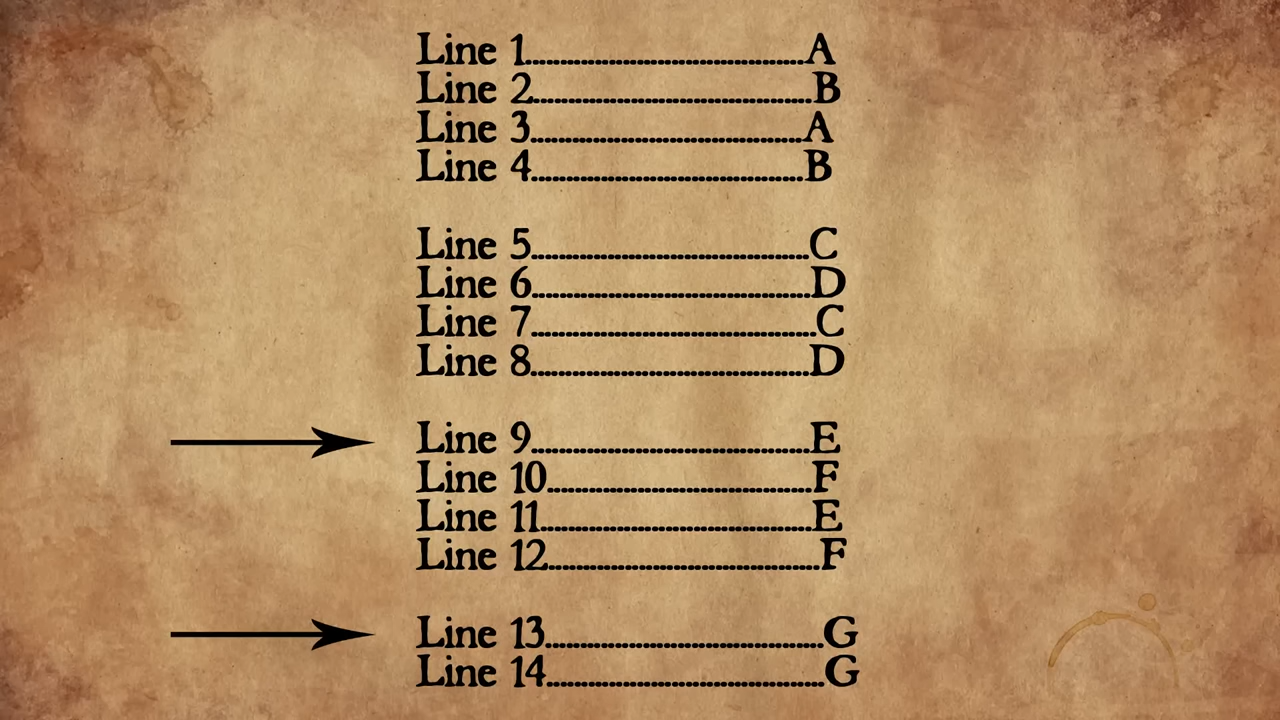 Line 1........................................A
Line 2........................................B
Line 3.......................................A
Line 4.......................................B
Line 5........................................C
Line 6........................................D
Line 7.........................................C
Line 8........................................D
Line 9........................................E
Line 10......................................F
Line 11.......................................E
Line 12.......................................F
Line 13........................................G
Line 14........................................G